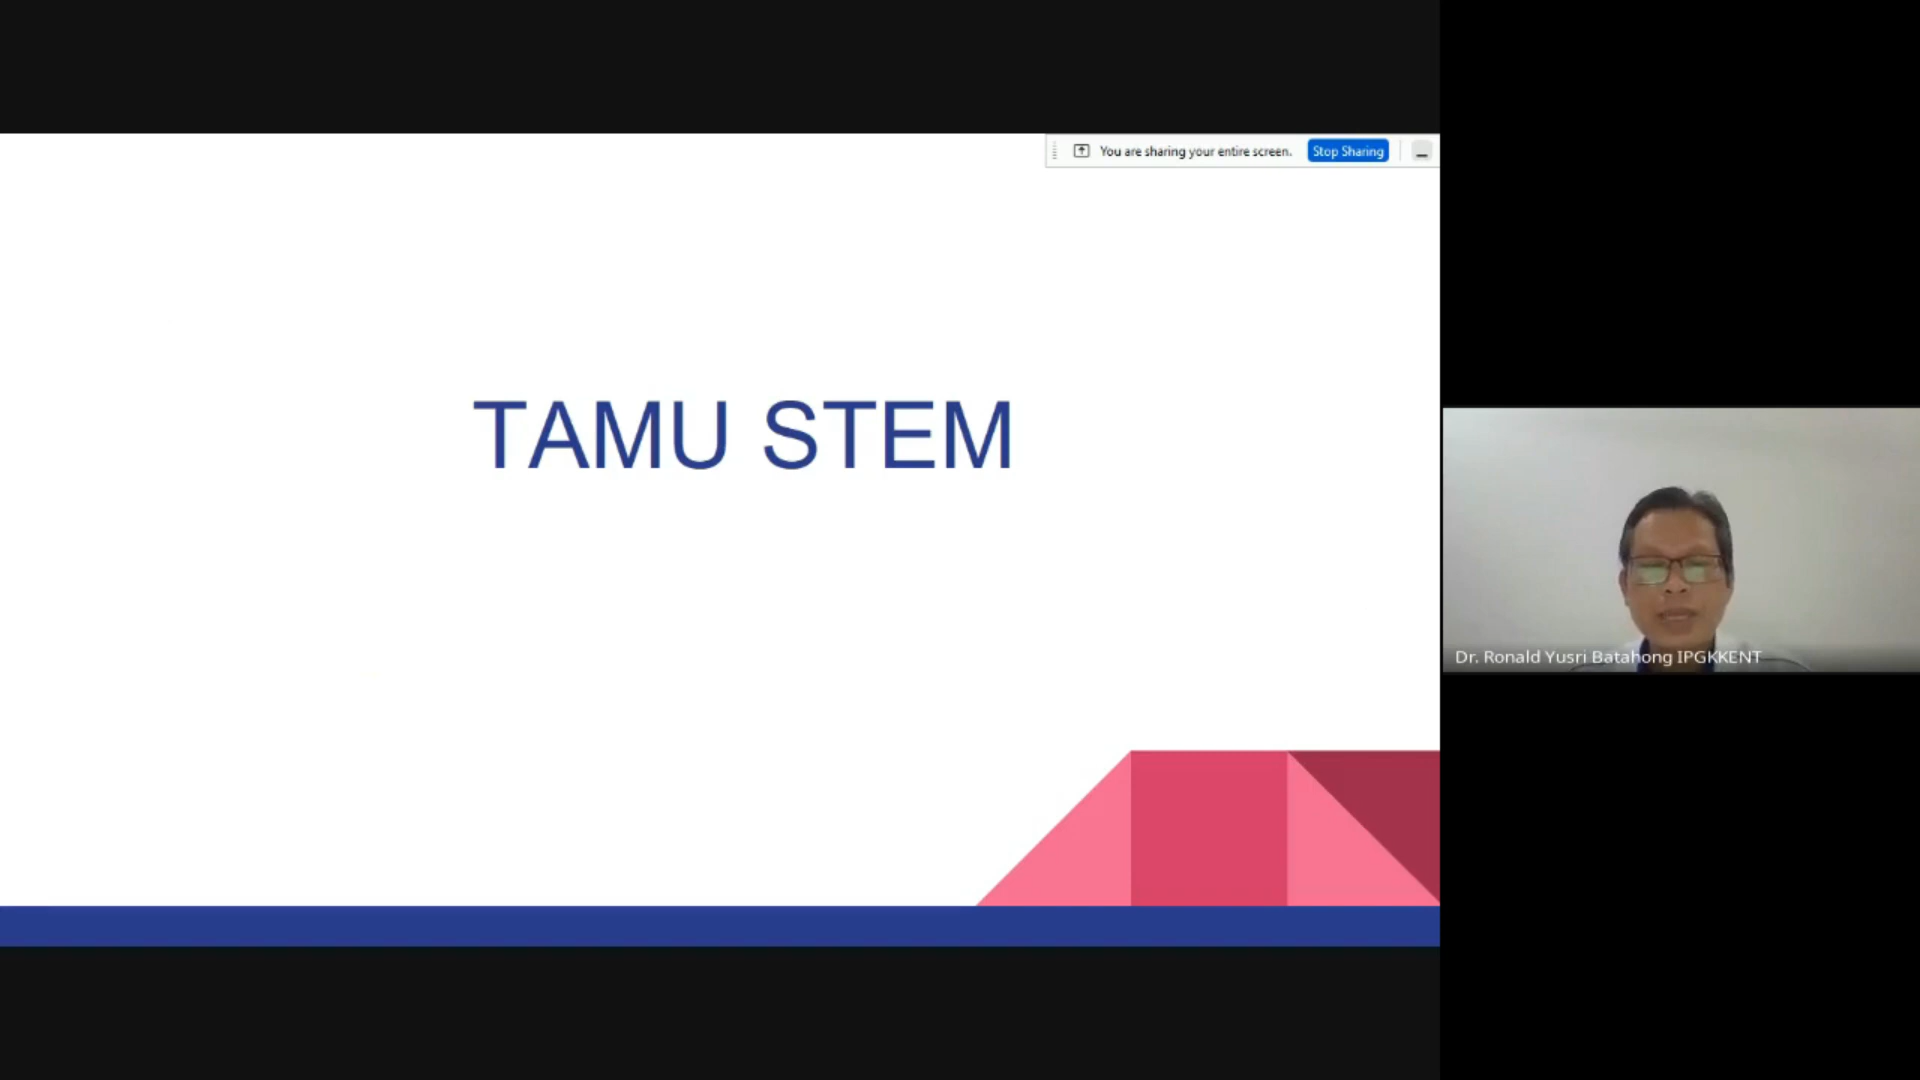 You are sharing your entire screen. Stop Sharing
TAMU STEM
Dr. Ronald Yusri Batahong IPGKKENT